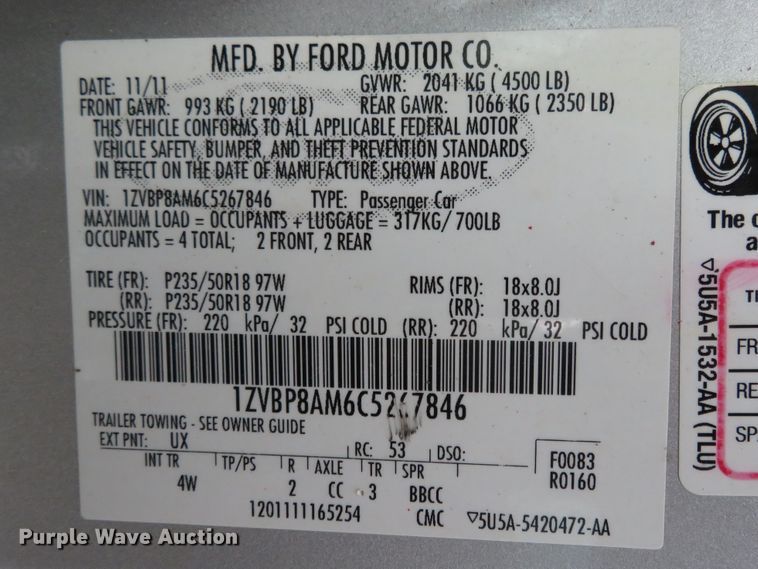 MFD. BY FORD MOTOR CO.
DATE: 11/11 GVWR: 2041 KG ( 4500 LB)
FRONT GAWR: 993 KG ( 2190 LB) REAR GAWR: 1066 KG ( 2350 LB)
THIS VEHICLE CONFORMS TO ALL APPLICABLE FEDERAL MOTOR
VEHICLE SAFETY, BUMPER, AND THEFT PREVENTION STANDARDS
IN EFFECT ON THE DATE OF MANUFACTURE SHOWN ABOVE.
VIN: 1ZVBP8AM6C5267846 TYPE: Passenger Car
MAXIMUM LOAD = OCCUPANTS + LUGGAGE = 317KG/ 700LB
OCCUPANTS = 4 TOTAL; 2 FRONT, 2 REAR
TIRE (FR): P235/50R18 97W RIMS (FR): 18x8.0J
(RR): P235/50R18 97W (RR): 18x8.0J
PRESSURE (FR): 220 kPa/ 32 PSI COLD (RR): 220 kPa/ 32 PSI COLD
1ZVBP8AM6C5267846
TRAILER TOWING - SEE OWNER GUIDE
EXT PNT: UX RC: 53 DSO: F0083
INT TR TP/PS R AXLE TR SPR R0160
4W 2 CC 3 BBCC
1201111165254 CMC ▽5U5A-5420472-AA
The
a
▽5U5A-1532-AA (TLU)
FR
RE
SP
Purple Wave Auction